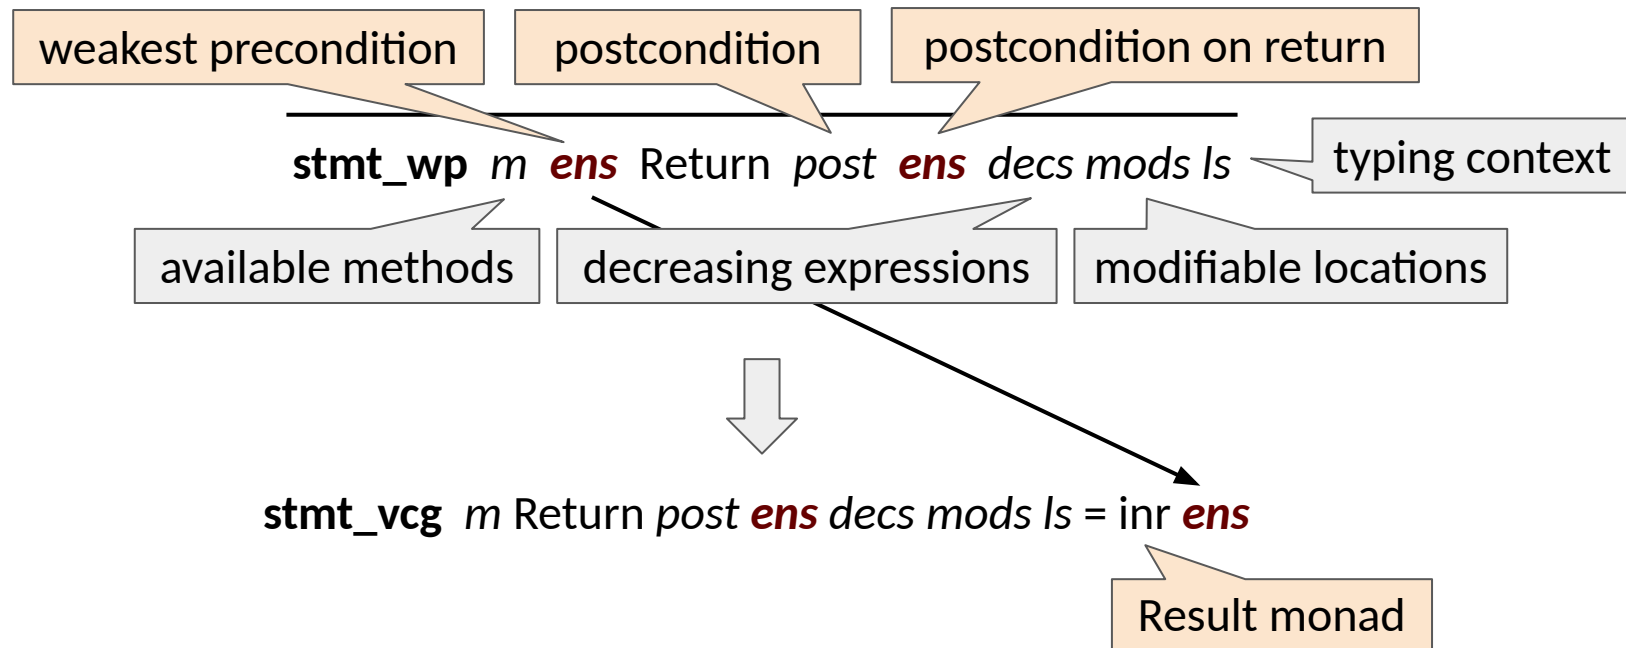 weakest precondition
postcondition
postcondition on return
stmt_wp m ens Return post ens decs mods ls
typing context
available methods
decreasing expressions
modifiable locations
stmt_vcg m Return post ens decs mods ls = inr ens
Result monad